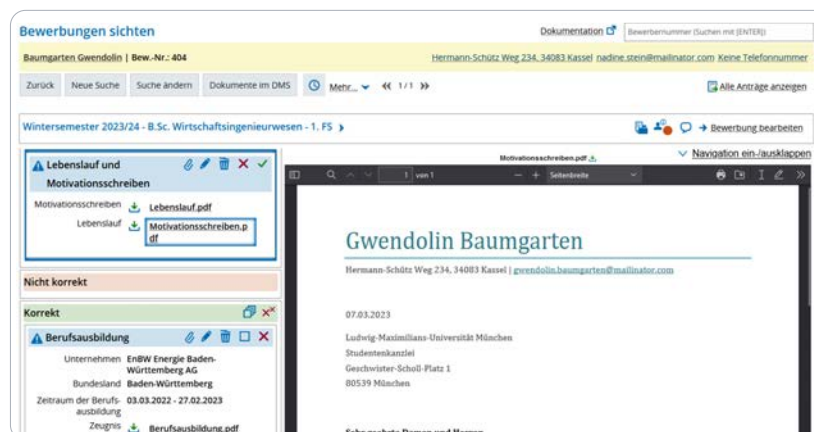 Bewerbungen sichten
Dokumentation
Bewerbernummer (Suchen mit [ENTER])
Baumgarten Gwendolin | Bew.-Nr.: 404
Hermann-Schütz Weg 234, 34083 Kassel nadine.stein@mailinator.com Keine Telefonnummer
Zurück Neue Suche Suche ändern Dokumente im DMS Mehr... 1/1
Alle Anträge anzeigen
Wintersemester 2023/24 - B.Sc. Wirtschaftsingenieurwesen - 1. FS
Bewerbung bearbeiten
Navigation ein-/ausklappen
Lebenslauf und
Motivationsschreiben
Motivationsschreiben Lebenslauf.pdf
Lebenslauf Motivationsschreiben.p
df
Nicht korrekt
Korrekt
Berufsausbildung
Unternehmen EnBW Energie Baden-
Württemberg AG
Bundesland Baden-Württemberg
Zeitraum der Berufs- 03.03.2022 - 27.02.2023
ausbildung
Zeugnis Berufsausbildung.pdf
Motivationsschreiben.pdf
1 von 1 Seitenbreite
Gwendolin Baumgarten
Hermann-Schütz Weg 234, 34083 Kassel | gwendolin.baumgarten@mailinator.com
07.03.2023
Ludwig-Maximilians-Universität München
Studentenkanzlei
Geschwister-Scholl-Platz 1
80539 München
Sehr geehrte Damen und Herren